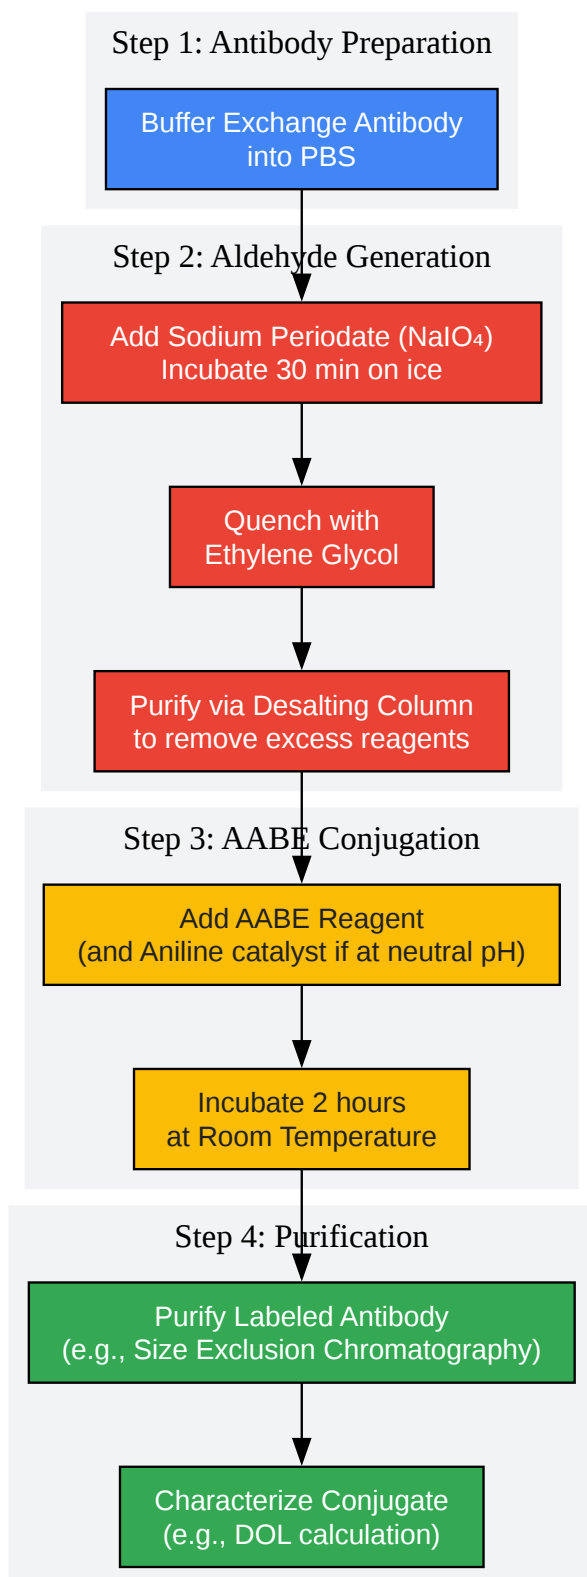 Step 1: Antibody Preparation
Buffer Exchange Antibody
into PBS
Step 2: Aldehyde Generation
Add Sodium Periodate (NaIO₄)
Incubate 30 min on ice
Quench with
Ethylene Glycol
Purify via Desalting Column
to remove excess reagents
Step 3: AABE Conjugation
Add AABE Reagent
(and Aniline catalyst if at neutral pH)
Incubate 2 hours
at Room Temperature
Step 4: Purification
Purify Labeled Antibody
(e.g., Size Exclusion Chromatography)
Characterize Conjugate
(e.g., DOL calculation)